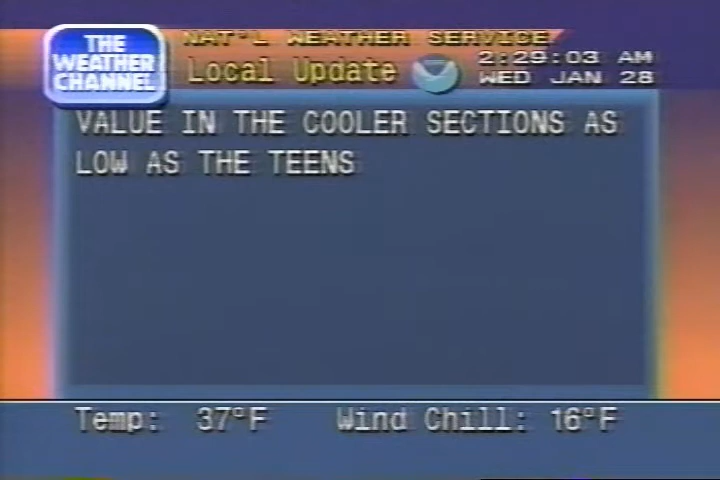 THE
WEATHER
CHANNEL
NAT'L WEATHER SERVICE
Local Update
2:29:03 AM
WED JAN 28
VALUE IN THE COOLER SECTIONS AS
LOW AS THE TEENS
Temp: 37°F Wind Chill: 16°F